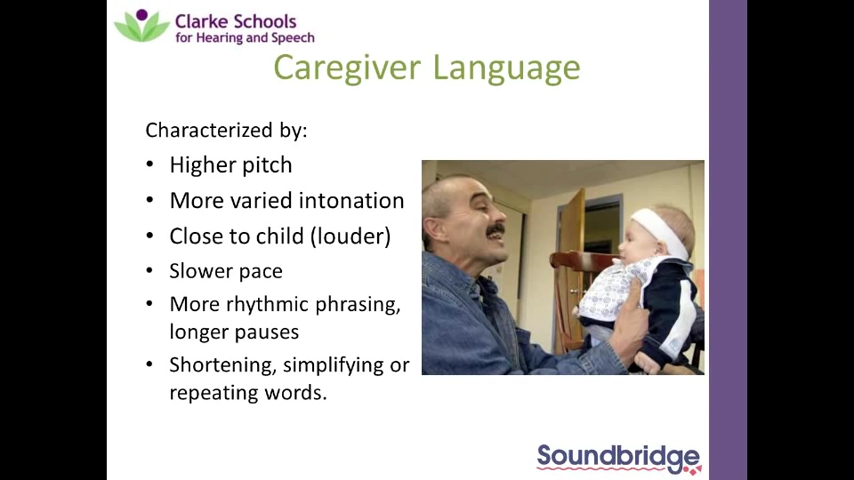 Clarke Schools
for Hearing and Speech
Caregiver Language
Characterized by:
• Higher pitch
• More varied intonation
• Close to child (louder)
• Slower pace
• More rhythmic phrasing,
longer pauses
• Shortening, simplifying or
repeating words.
Soundbridge